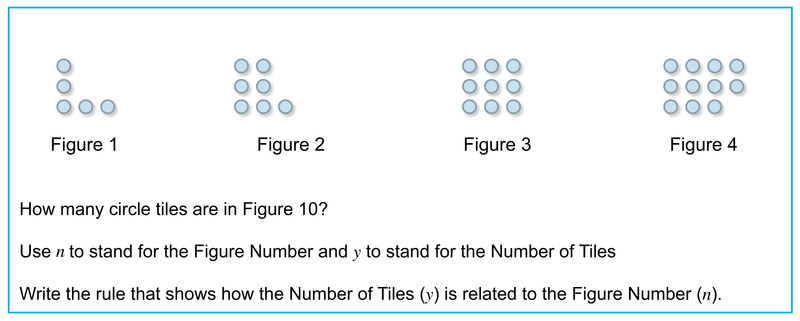 Figure 1 Figure 2 Figure 3 Figure 4
How many circle tiles are in Figure 10?
Use n to stand for the Figure Number and y to stand for the Number of Tiles
Write the rule that shows how the Number of Tiles (y) is related to the Figure Number (n).